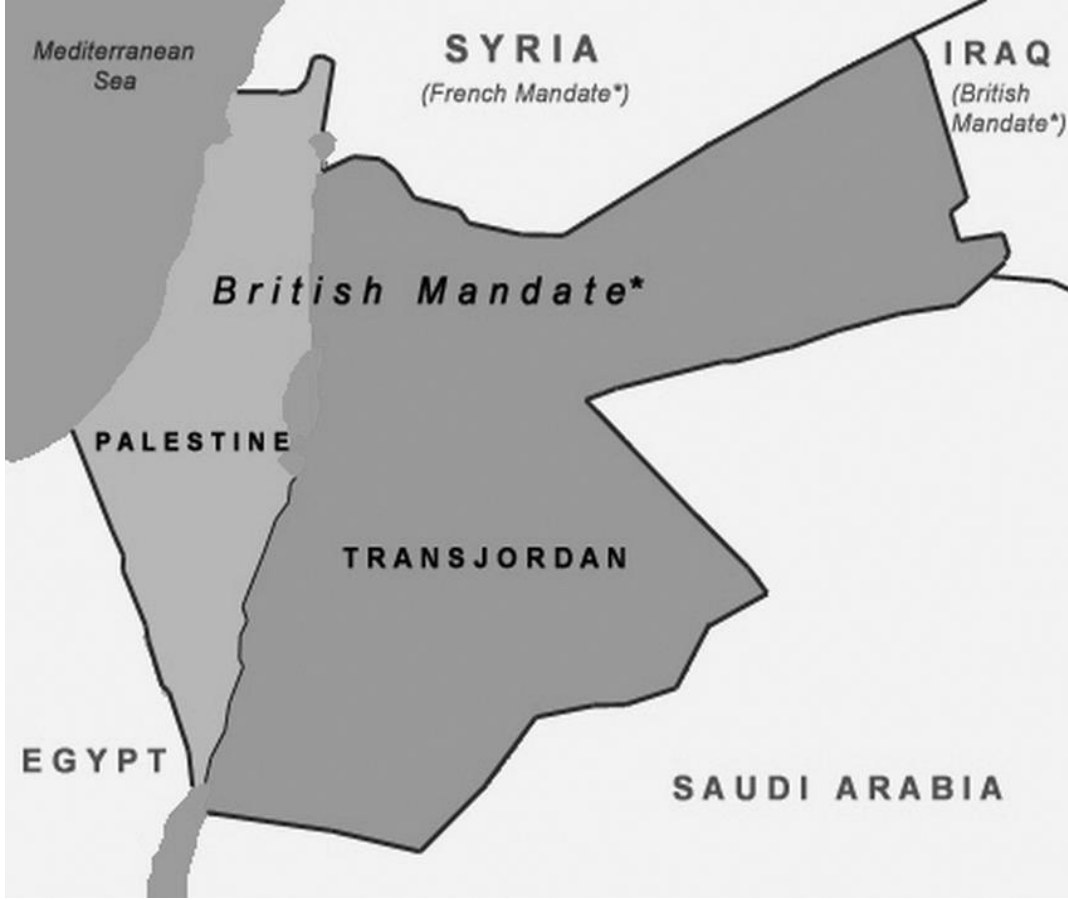 Mediterranean
Sea
SYRIA
(French Mandate*)
IRAQ
(British
Mandate*)
British Mandate*
PALESTINE
TRANSJORDAN
EGYPT
SAUDI ARABIA